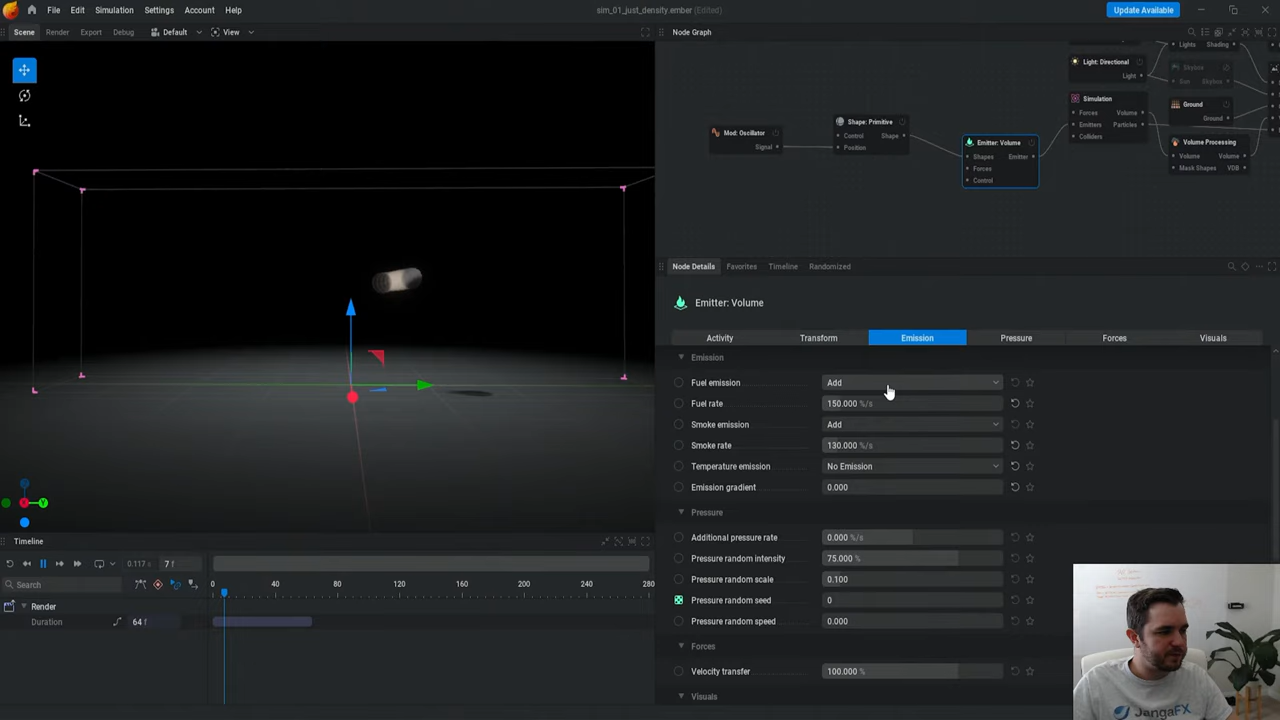 File Edit Simulation Settings Account Help
sim_01_just_density.ember (Edited)
Update Available
Scene Render Export Debug Default View
Node Graph
Mod: Oscillator
Signal
Shape: Primitive
Control Shape
Position
Emitter: Volume
Shapes Emitter
Forces
Control
Light: Directional
Light
Simulation
Forces Volume
Emitters Particles
Colliders
Lights Shading
Skybox
Sun Skybox
Ground
Ground
Volume Processing
Volume Volume
Mask Shapes VDB
Node Details Favorites Timeline Randomized
Emitter: Volume
Activity Transform Emission Pressure Forces Visuals
Emission
Fuel emission Add
Fuel rate 150.000 %/s
Smoke emission Add
Smoke rate 130.000 %/s
Temperature emission No Emission
Emission gradient 0.000
Pressure
Additional pressure rate 0.000 %/s
Pressure random intensity 75.000 %
Pressure random scale 0.100
Pressure random seed 0
Pressure random speed 0.000
Forces
Velocity transfer 100.000 %
Visuals
X Y Z
Timeline
0.117 s 7 f
Search
0 40 80 120 160 200 240 280
Render
Duration 64 f
JANGAFX